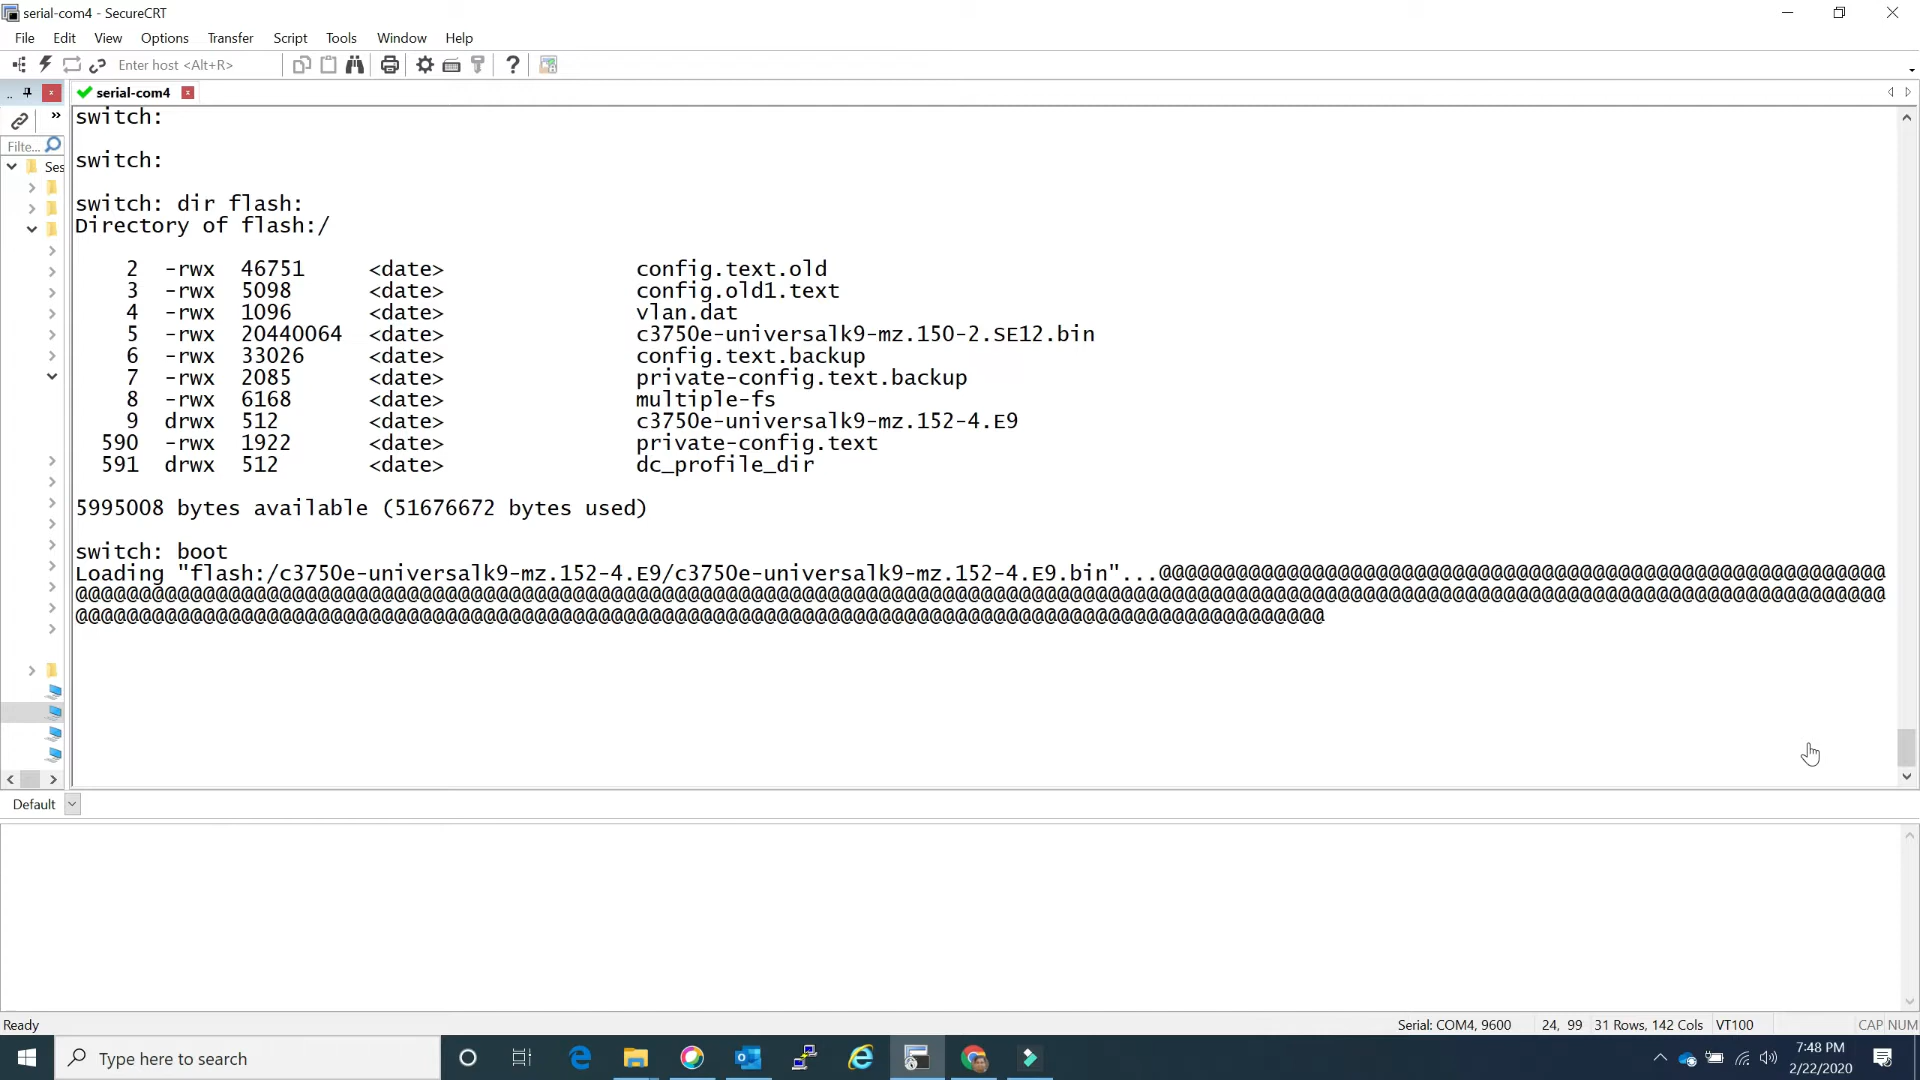 serial-com4 - SecureCRT
File Edit View Options Transfer Script Tools Window Help
Enter host <Alt+R>
serial-com4
Filte...
Ses
switch:
switch:
switch: dir flash:
Directory of flash:/
2 -rwx 46751 <date> config.text.old
3 -rwx 5098 <date> config.old1.text
4 -rwx 1096 <date> vlan.dat
5 -rwx 20440064 <date> c3750e-universalk9-mz.150-2.SE12.bin
6 -rwx 33026 <date> config.text.backup
7 -rwx 2085 <date> private-config.text.backup
8 -rwx 6168 <date> multiple-fs
9 drwx 512 <date> c3750e-universalk9-mz.152-4.E9
590 -rwx 1922 <date> private-config.text
591 drwx 512 <date> dc_profile_dir
5995008 bytes available (51676672 bytes used)
switch: boot
Loading "flash:/c3750e-universalk9-mz.152-4.E9/c3750e-universalk9-mz.152-4.E9.bin"...@@@@@@@@@@@@@@@@@@@@@@@@@@@@@@@@@@@@@@@@@@@@@@@@@@@@@@@@@
@@@@@@@@@@@@@@@@@@@@@@@@@@@@@@@@@@@@@@@@@@@@@@@@@@@@@@@@@@@@@@@@@@@@@@@@@@@@@@@@@@@@@@@@@@@@@@@@@@@@@@@@@@@@@@@@@@@@@@@@@@@@@@@@@@@@@@@@@@@@@@
@@@@@@@@@@@@@@@@@@@@@@@@@@@@@@@@@@@@@@@@@@@@@@@@@@@@@@@@@@@@@@@@@@@@@@@@@@@@@@@@@@@@@@@@@@@@@@@@@@
Default
Ready
Serial: COM4, 9600 24, 99 31 Rows, 142 Cols VT100 CAP NUM
Type here to search
7:48 PM
2/22/2020